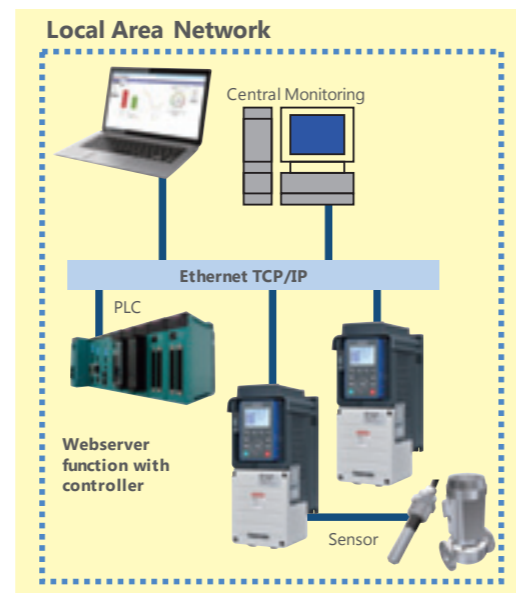 Local Area Network
Central Monitoring
Ethernet TCP/IP
PLC
Webserver
function with
controller
Sensor